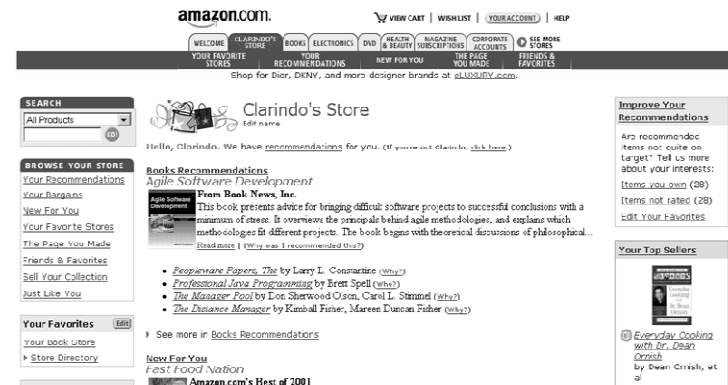 amazon.com.
VIEW CART | WISH LIST | YOUR ACCOUNT | HELP
WELCOME
CLARINDO'S STORE
BOOKS
ELECTRONICS
DVD
HEALTH & BEAUTY
MAGAZINE SUBSCRIPTIONS
CORPORATE ACCOUNTS
SEE MORE STORES
YOUR FAVORITE STORES
YOUR RECOMMENDATIONS
NEW FOR YOU
THE PAGE YOU MADE
FRIENDS & FAVORITES
Shop for Dior, DKNY, and more designer brands at eLUXURY.com.
SEARCH
All Products
GO!
BROWSE YOUR STORE
Your Recommendations
Your Bargains
New For You
Your Favorite Stores
The Page You Made
Friends & Favorites
Sell Your Collection
Just Like You
Your Favorites
Edit
Your Book Store
Store Directory
Clarindo's Store
Edit name
Hello, Clarindo. We have recommendations for you. (If you're not Clarindo, click here.)
Books Recommendations
Agile Software Development
Agile Software
Development
From Book News, Inc.
This book presents advice for bringing difficult software projects to successful conclusions with a
minimum of stress. It overviews the principals behind agile methodologies, and explains which
methodologies fit different projects. The book begins with theoretical discussions of philosophical...
Read more | (Why was I recommended this?)
• Peopleware Papers, The by Larry L. Constantine (Why?)
• Professional Java Programming by Brett Spell (Why?)
• The Manager Pool by Don Sherwood Olson, Carol L. Stimmel (Why?)
• The Distance Manager by Kimball Fisher, Mareen Duncan Fisher (Why?)
See more in Books Recommendations
New For You
Fast Food Nation
Amazon.com's Best of 2001
Improve Your
Recommendations
Are recommended
items not quite on
target? Tell us more
about your interests:
Items you own (28)
Items not rated (28)
Edit Your Favorites
Your Top Sellers
Everyday
Cooking
Everyday Cooking
with Dr. Dean
Ornish
by Dean Ornish, et
al